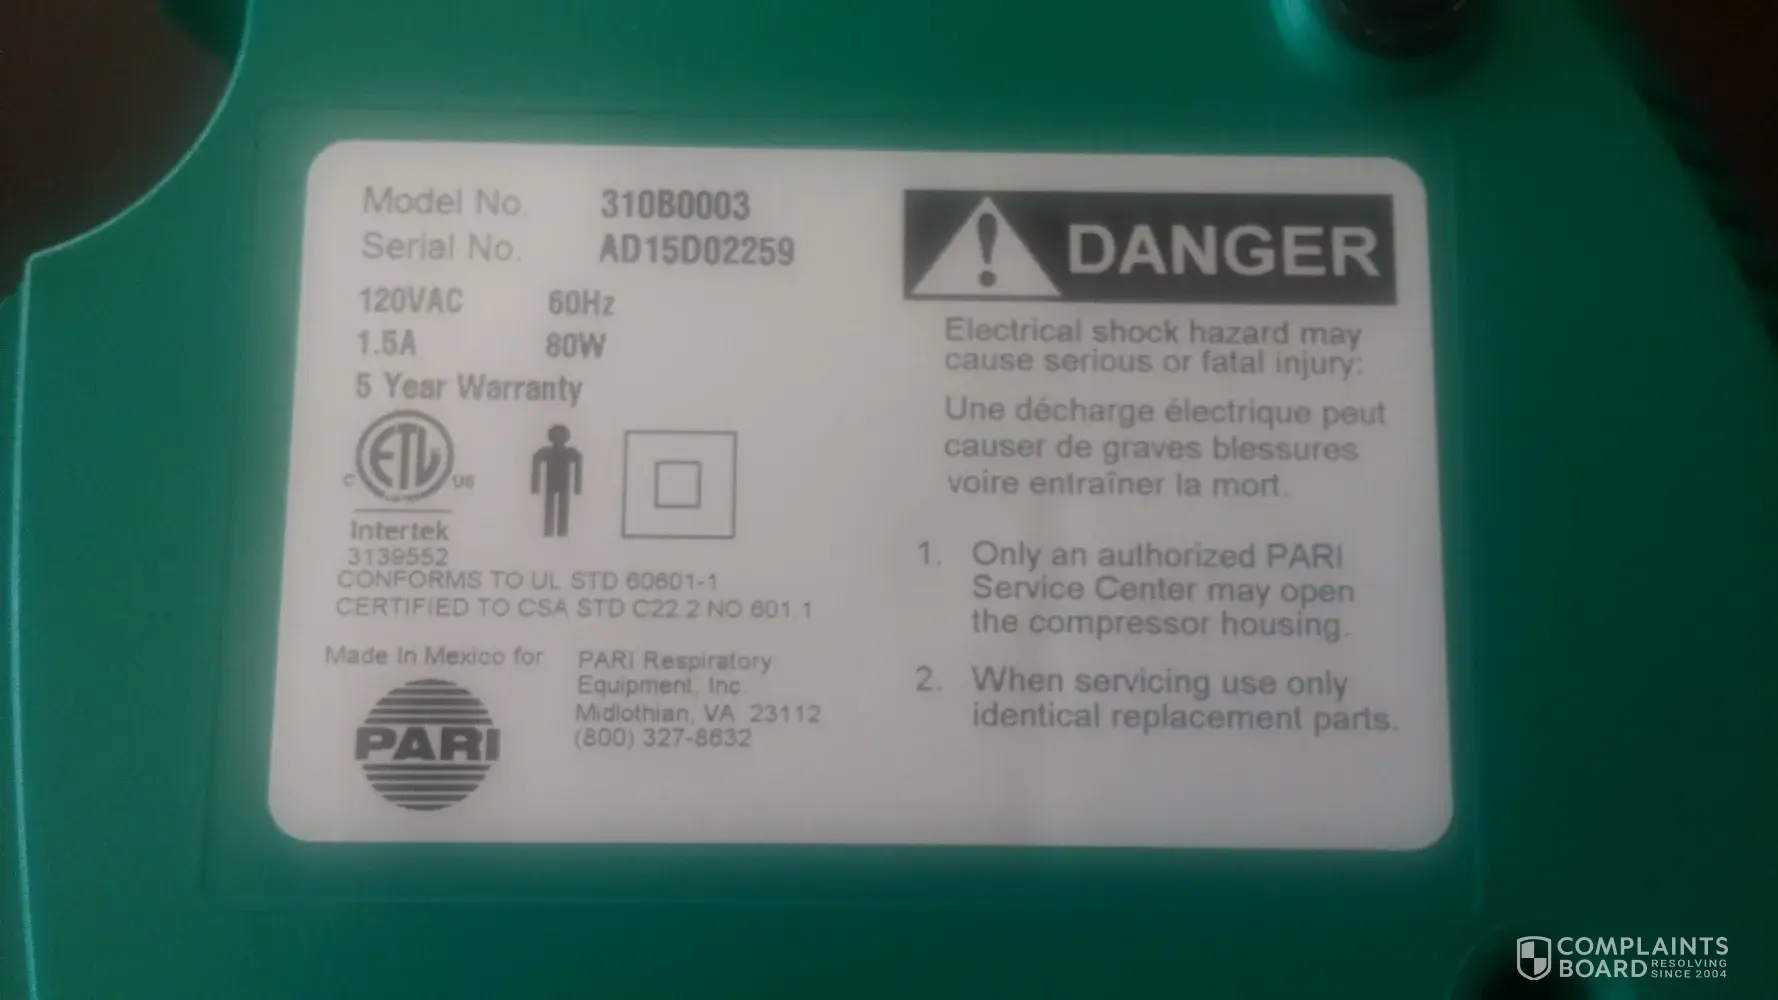 Model No. 310B0003
Serial No. AD15D02259
120VAC 60Hz
1.5A 80W
5 Year Warranty
ETL
C US
Intertek
3139552
CONFORMS TO UL STD 60601-1
CERTIFIED TO CSA STD C22.2 NO 601.1
Made In Mexico for
PARI
PARI Respiratory
Equipment, Inc.
Midlothian, VA 23112
(800) 327-8632
DANGER
Electrical shock hazard may
cause serious or fatal injury:
Une décharge électrique peut
causer de graves blessures
voire entraîner la mort.
1. Only an authorized PARI
Service Center may open
the compressor housing.
2. When servicing use only
identical replacement parts.
COMPLAINTS
BOARD RESOLVING
SINCE 2004